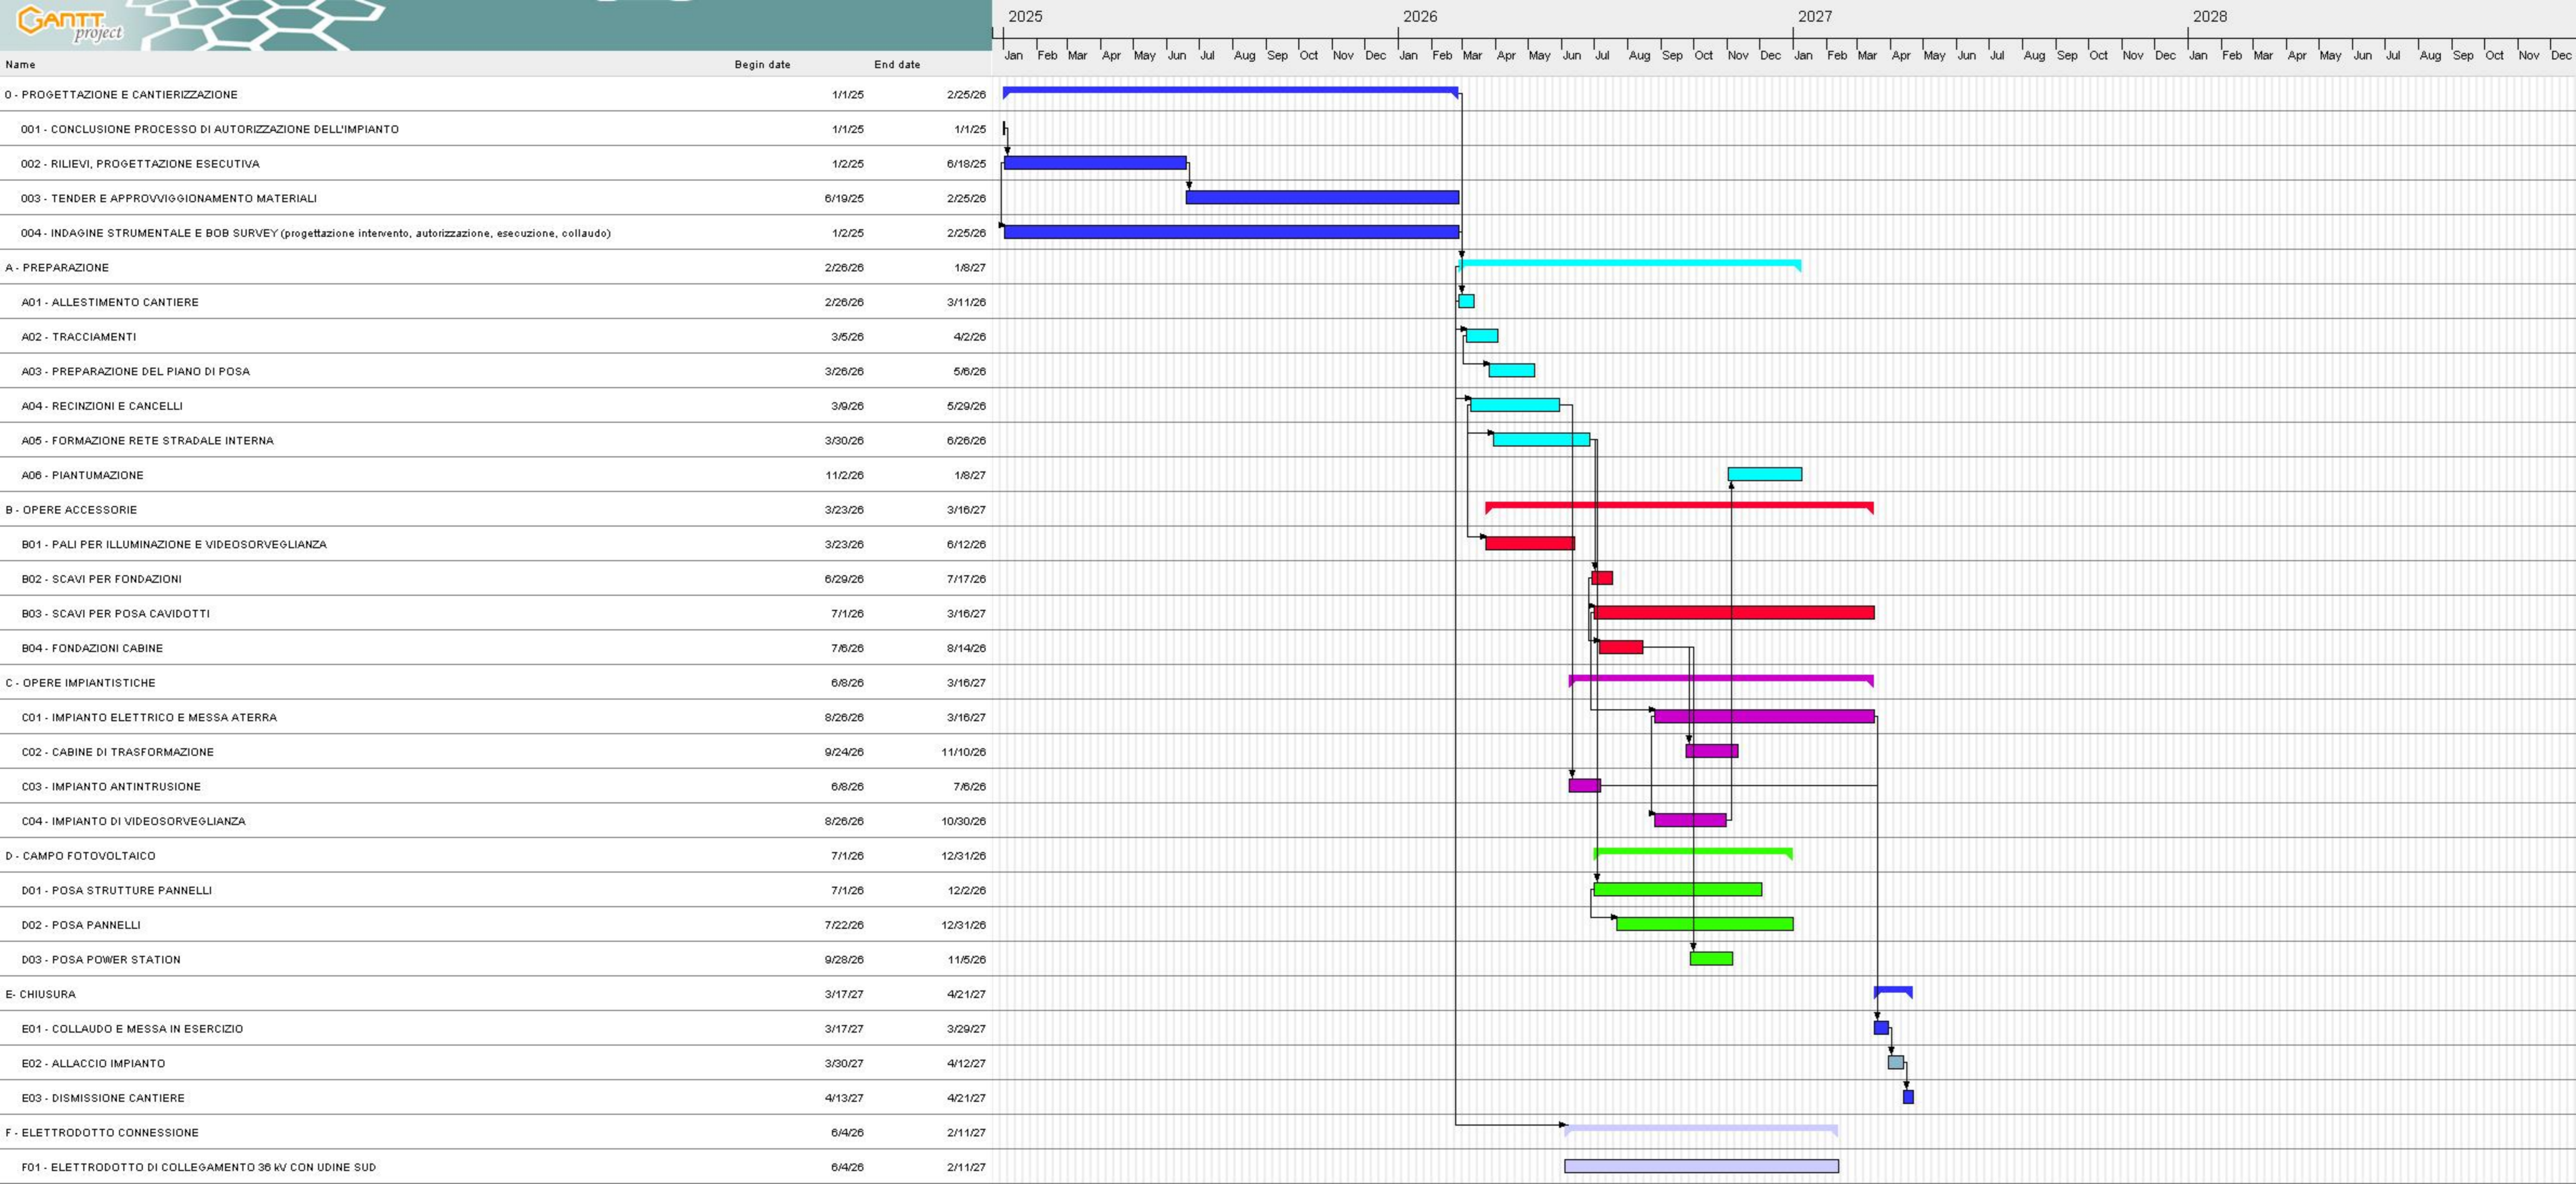 GANTT
project
2025 2026 2027 2028
Jan Feb Mar Apr May Jun Jul Aug Sep Oct Nov Dec Jan Feb Mar Apr May Jun Jul Aug Sep Oct Nov Dec Jan Feb Mar Apr May Jun Jul Aug Sep Oct Nov Dec Jan Feb Mar Apr May Jun Jul Aug Sep Oct Nov Dec
Name Begin date End date
0 - PROGETTAZIONE E CANTIERIZZAZIONE 1/1/25 2/25/26
001 - CONCLUSIONE PROCESSO DI AUTORIZZAZIONE DELL'IMPIANTO 1/1/25 1/1/25
002 - RILIEVI, PROGETTAZIONE ESECUTIVA 1/2/25 6/18/25
003 - TENDER E APPROVVIGGIONAMENTO MATERIALI 6/19/25 2/25/26
004 - INDAGINE STRUMENTALE E BOB SURVEY (progettazione intervento, autorizzazione, esecuzione, collaudo) 1/2/25 2/25/26
A - PREPARAZIONE 2/26/26 1/8/27
A01 - ALLESTIMENTO CANTIERE 2/26/26 3/11/26
A02 - TRACCIAMENTI 3/5/26 4/2/26
A03 - PREPARAZIONE DEL PIANO DI POSA 3/26/26 5/6/26
A04 - RECINZIONI E CANCELLI 3/9/26 5/29/26
A05 - FORMAZIONE RETE STRADALE INTERNA 3/30/26 6/26/26
A06 - PIANTUMAZIONE 11/2/26 1/8/27
B - OPERE ACCESSORIE 3/23/26 3/16/27
B01 - PALI PER ILLUMINAZIONE E VIDEOSORVEGLIANZA 3/23/26 6/12/26
B02 - SCAVI PER FONDAZIONI 6/29/26 7/17/26
B03 - SCAVI PER POSA CAVIDOTTI 7/1/26 3/16/27
B04 - FONDAZIONI CABINE 7/6/26 8/14/26
C - OPERE IMPIANTISTICHE 6/8/26 3/16/27
C01 - IMPIANTO ELETTRICO E MESSA ATERRA 8/26/26 3/16/27
C02 - CABINE DI TRASFORMAZIONE 9/24/26 11/10/26
C03 - IMPIANTO ANTINTRUSIONE 6/8/26 7/6/26
C04 - IMPIANTO DI VIDEOSORVEGLIANZA 8/26/26 10/30/26
D - CAMPO FOTOVOLTAICO 7/1/26 12/31/26
D01 - POSA STRUTTURE PANNELLI 7/1/26 12/2/26
D02 - POSA PANNELLI 7/22/26 12/31/26
D03 - POSA POWER STATION 9/28/26 11/5/26
E- CHIUSURA 3/17/27 4/21/27
E01 - COLLAUDO E MESSA IN ESERCIZIO 3/17/27 3/29/27
E02 - ALLACCIO IMPIANTO 3/30/27 4/12/27
E03 - DISMISSIONE CANTIERE 4/13/27 4/21/27
F - ELETTRODOTTO CONNESSIONE 6/4/26 2/11/27
F01 - ELETTRODOTTO DI COLLEGAMENTO 36 kV CON UDINE SUD 6/4/26 2/11/27